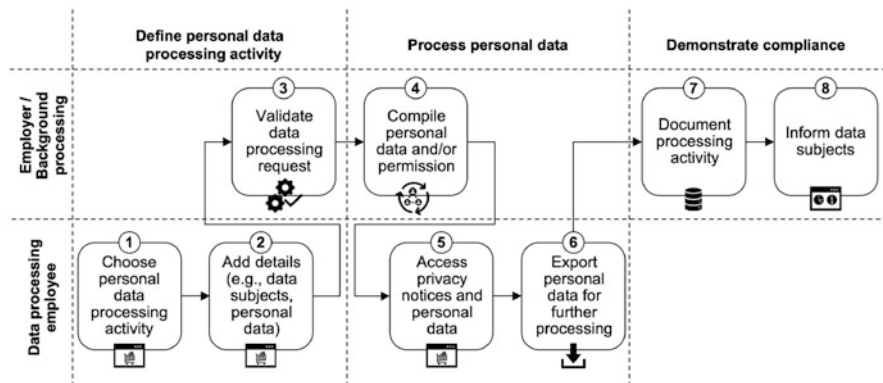 Define personal data
processing activity
Process personal data
Demonstrate compliance
Employer /
Background
processing
3
Validate
data
processing
request
4
Compile
personal
data and/or
permission
7
Document
processing
activity
8
Inform data
subjects
Data processing
employee
1
Choose
personal
data
processing
activity
2
Add details
(e.g., data
subjects,
personal
data)
5
Access
privacy
notices and
personal
data
6
Export
personal
data for
further
processing